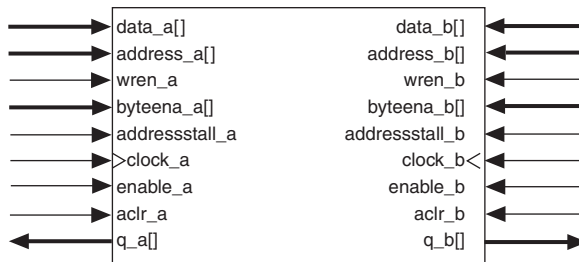 data_a[] data_b[]
address_a[] address_b[]
wren_a wren_b
byteena_a[] byteena_b[]
addressstall_a addressstall_b
clock_a clock_b
enable_a enable_b
aclr_a aclr_b
q_a[] q_b[]